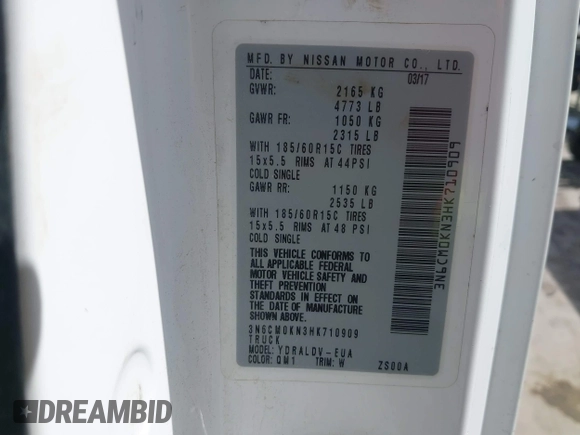 MFD. BY NISSAN MOTOR CO., LTD.
DATE: 03/17
GVWR: 2165 KG
4773 LB
GAWR FR: 1050 KG
2315 LB
WITH 185/60R15C TIRES
15x5.5 RIMS AT 44PSI
COLD SINGLE
GAWR RR: 1150 KG
2535 LB
WITH 185/60R15C TIRES
15x5.5 RIMS AT 48 PSI
COLD SINGLE
THIS VEHICLE CONFORMS TO
ALL APPLICABLE FEDERAL
MOTOR VEHICLE SAFETY AND
THEFT PREVENTION
STANDARDS IN EFFECT ON
THE DATE OF MANUFACTURE
SHOWN ABOVE.
3N6CM0KN3HK710909
TRUCK
MODEL: YDRALDV-EUA
COLOR: QM1 TRIM: W ZS00A
3N6CM0KN3HK710909
DREAMBID